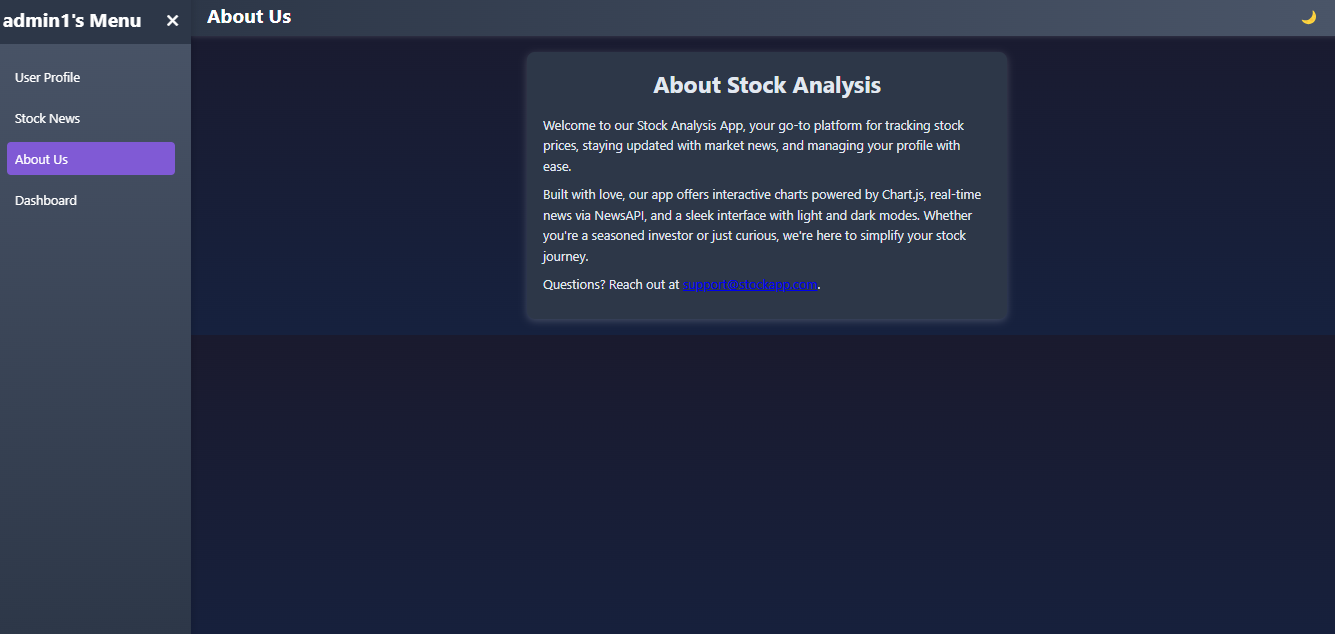 admin1's Menu ✕
About Us
User Profile
Stock News
About Us
Dashboard
About Stock Analysis
Welcome to our Stock Analysis App, your go-to platform for tracking stock
prices, staying updated with market news, and managing your profile with
ease.
Built with love, our app offers interactive charts powered by Chart.js, real-time
news via NewsAPI, and a sleek interface with light and dark modes. Whether
you're a seasoned investor or just curious, we're here to simplify your stock
journey.
Questions? Reach out at support@stockapp.com.